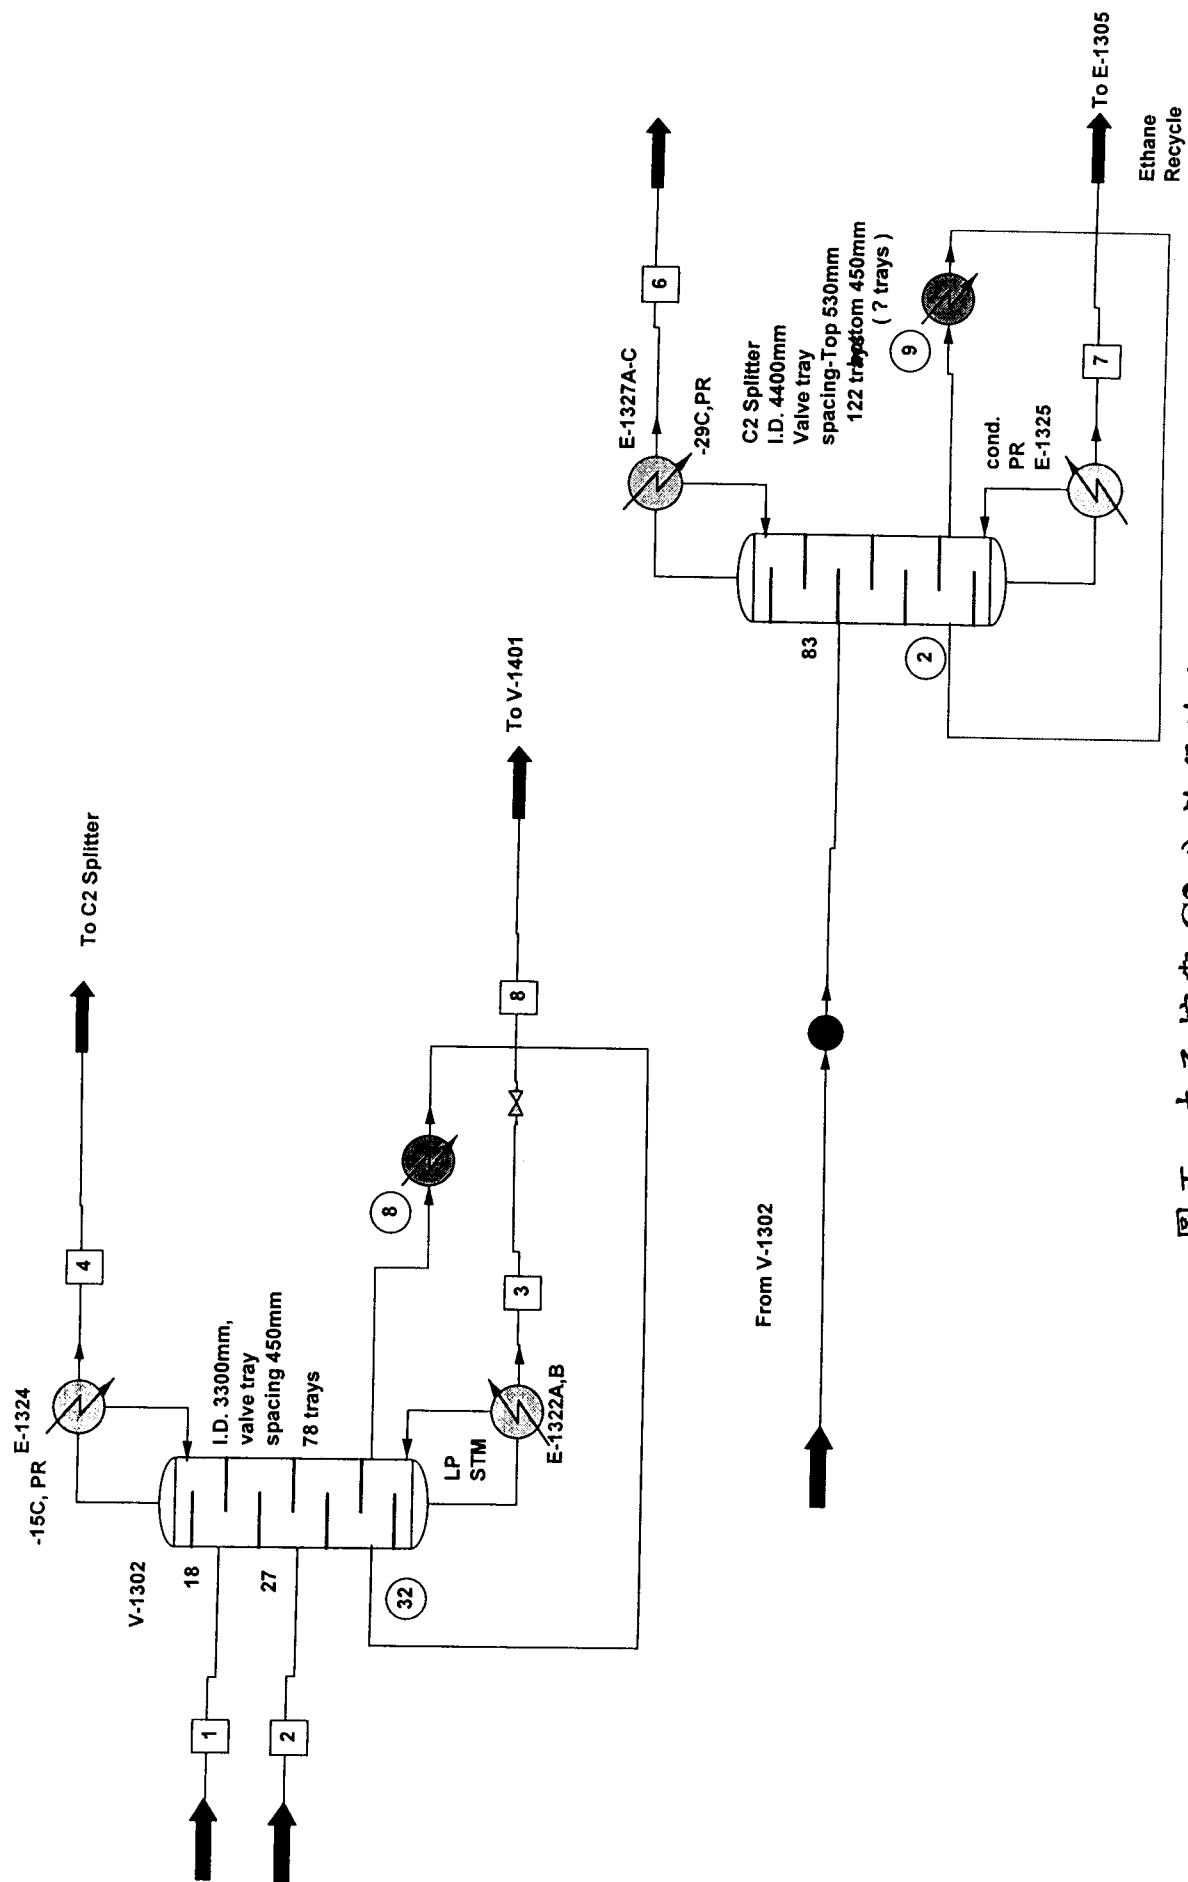 To C2 Splitter
4
E-1324
-15C, PR
V-1302
18
27
1
2
I.D. 3300mm,
valve tray
spacing 450mm
78 trays
32
8
LP
STM
E-1322A,B
3
8
To V-1401
From V-1302
6
E-1327A-C
-29C,PR
C2 Splitter
I.D. 4400mm
Valve tray
spacing-Top 530mm
bottom 450mm
122 trays
( ? trays )
83
2
9
cond.
PR
E-1325
7
To E-1305
Ethane
Recycle